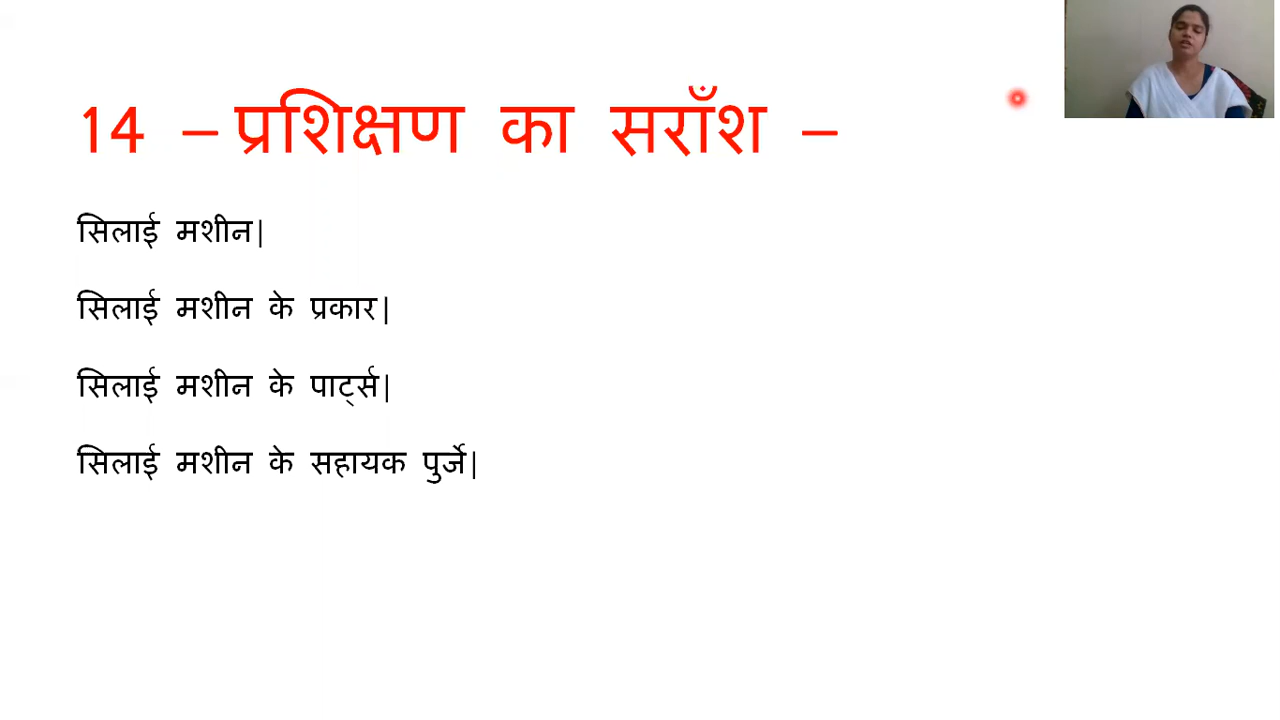 14 – प्रशिक्षण का सराँश –
सिलाई मशीन|
सिलाई मशीन के प्रकार|
सिलाई मशीन के पार्ट्स|
सिलाई मशीन के सहायक पुर्जे|